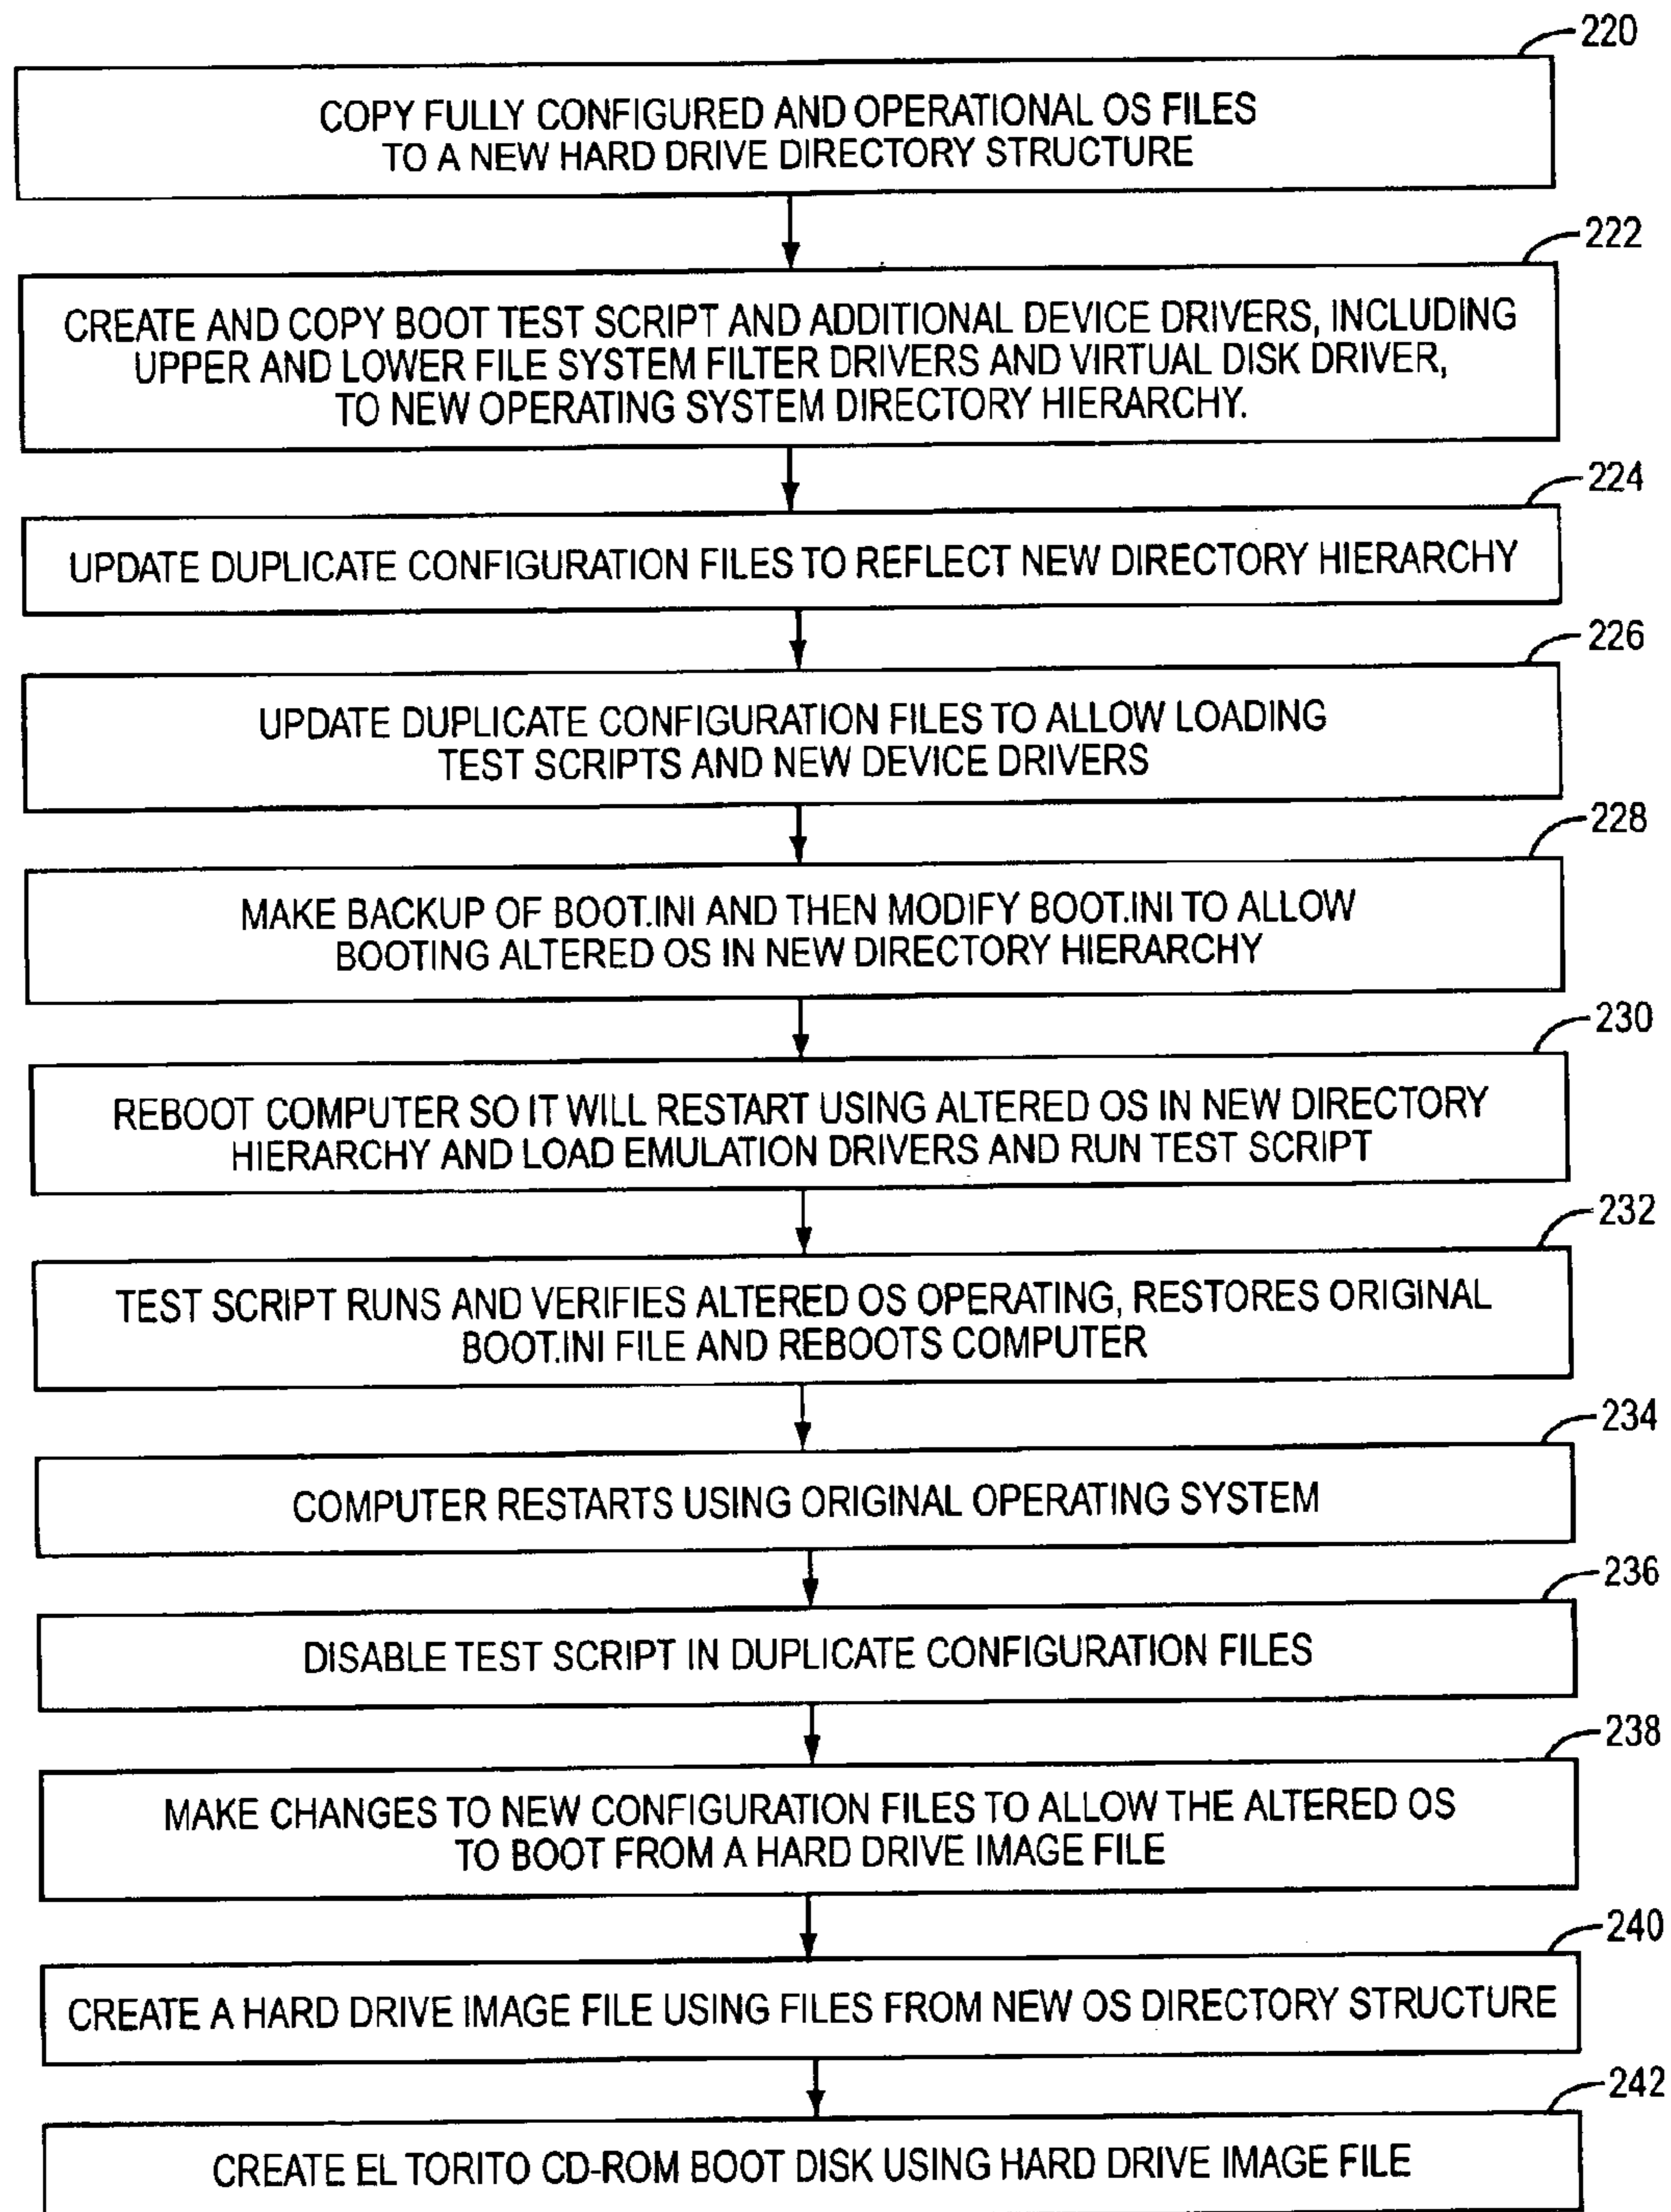 220
COPY FULLY CONFIGURED AND OPERATIONAL OS FILES
TO A NEW HARD DRIVE DIRECTORY STRUCTURE
222
CREATE AND COPY BOOT TEST SCRIPT AND ADDITIONAL DEVICE DRIVERS, INCLUDING
UPPER AND LOWER FILE SYSTEM FILTER DRIVERS AND VIRTUAL DISK DRIVER,
TO NEW OPERATING SYSTEM DIRECTORY HIERARCHY.
224
UPDATE DUPLICATE CONFIGURATION FILES TO REFLECT NEW DIRECTORY HIERARCHY
226
UPDATE DUPLICATE CONFIGURATION FILES TO ALLOW LOADING
TEST SCRIPTS AND NEW DEVICE DRIVERS
228
MAKE BACKUP OF BOOT.INI AND THEN MODIFY BOOT.INI TO ALLOW
BOOTING ALTERED OS IN NEW DIRECTORY HIERARCHY
230
REBOOT COMPUTER SO IT WILL RESTART USING ALTERED OS IN NEW DIRECTORY
HIERARCHY AND LOAD EMULATION DRIVERS AND RUN TEST SCRIPT
232
TEST SCRIPT RUNS AND VERIFIES ALTERED OS OPERATING, RESTORES ORIGINAL
BOOT.INI FILE AND REBOOTS COMPUTER
234
COMPUTER RESTARTS USING ORIGINAL OPERATING SYSTEM
236
DISABLE TEST SCRIPT IN DUPLICATE CONFIGURATION FILES
238
MAKE CHANGES TO NEW CONFIGURATION FILES TO ALLOW THE ALTERED OS
TO BOOT FROM A HARD DRIVE IMAGE FILE
240
CREATE A HARD DRIVE IMAGE FILE USING FILES FROM NEW OS DIRECTORY STRUCTURE
242
CREATE EL TORITO CD-ROM BOOT DISK USING HARD DRIVE IMAGE FILE